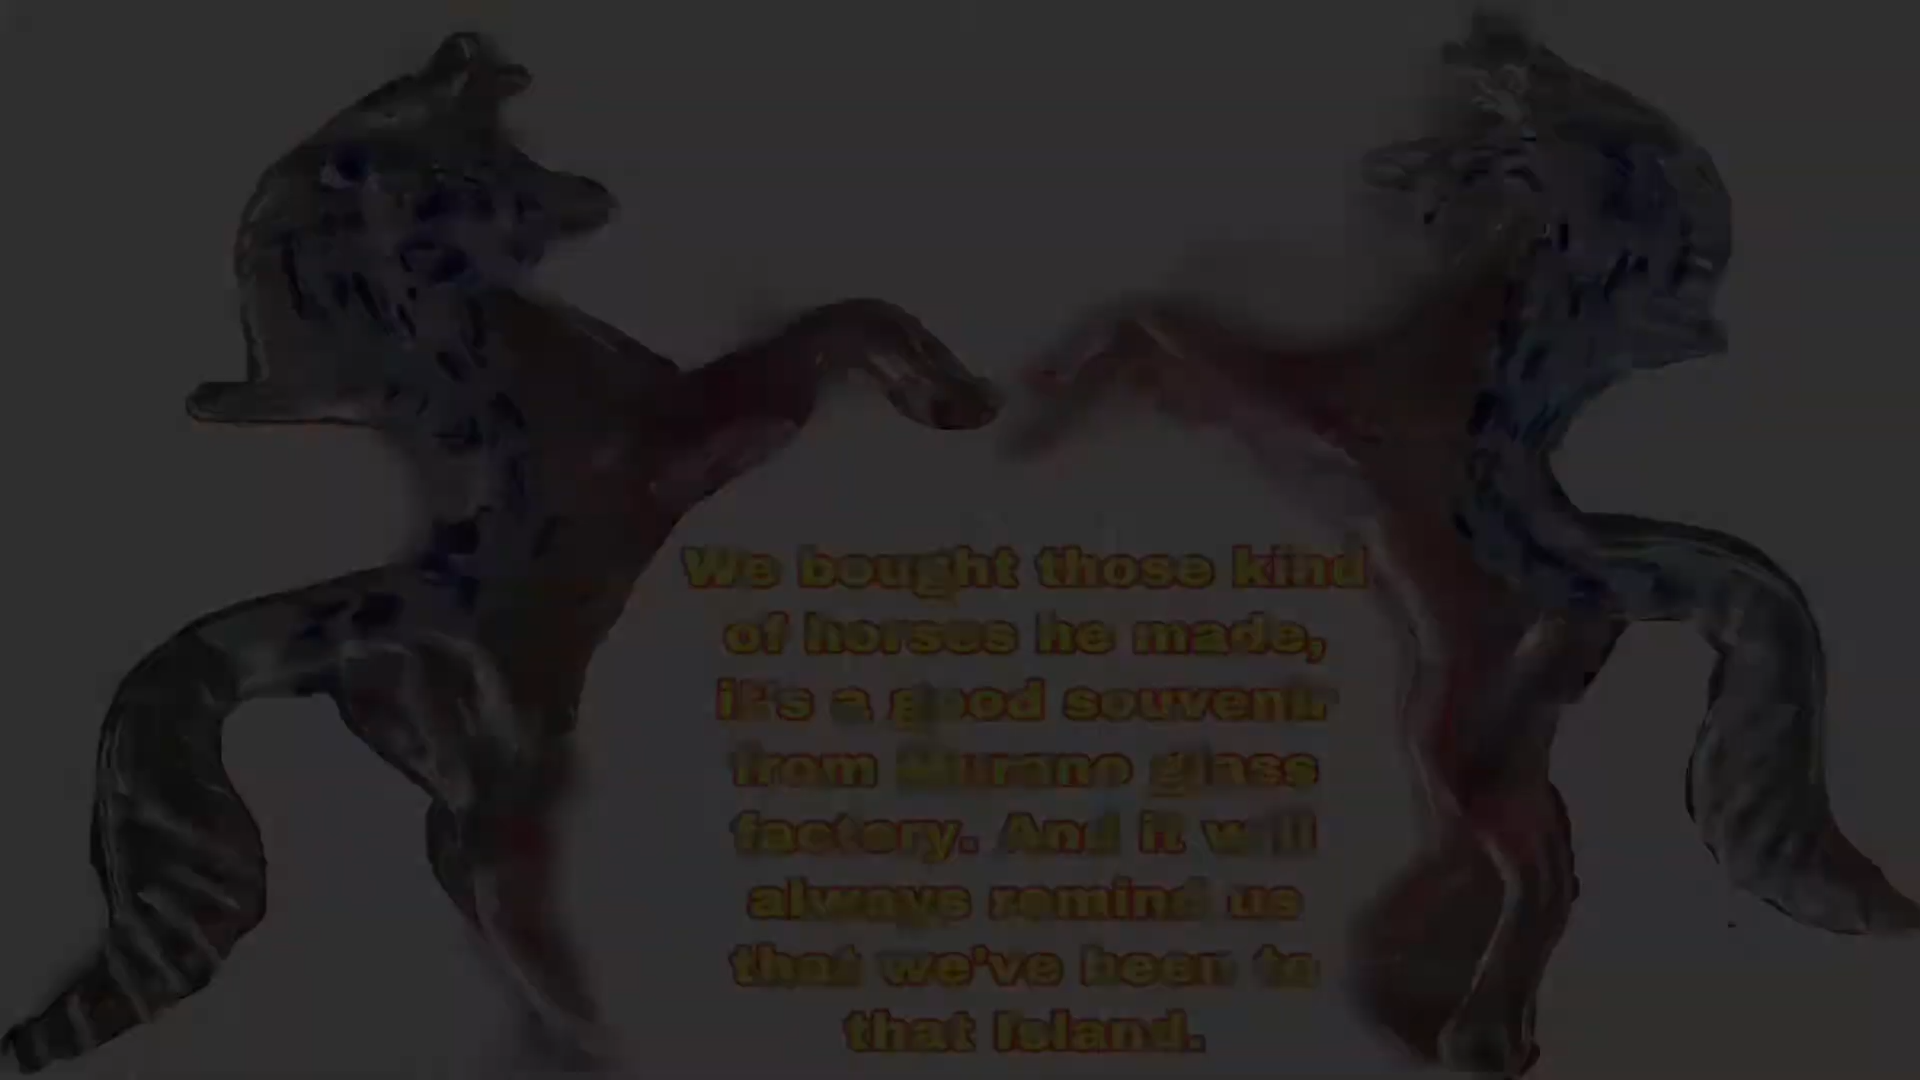 We bought those kind
of horses he made,
it's a good souvenir
from Murano glass
factory. And it will
always remind us
that we've been to
that Island.